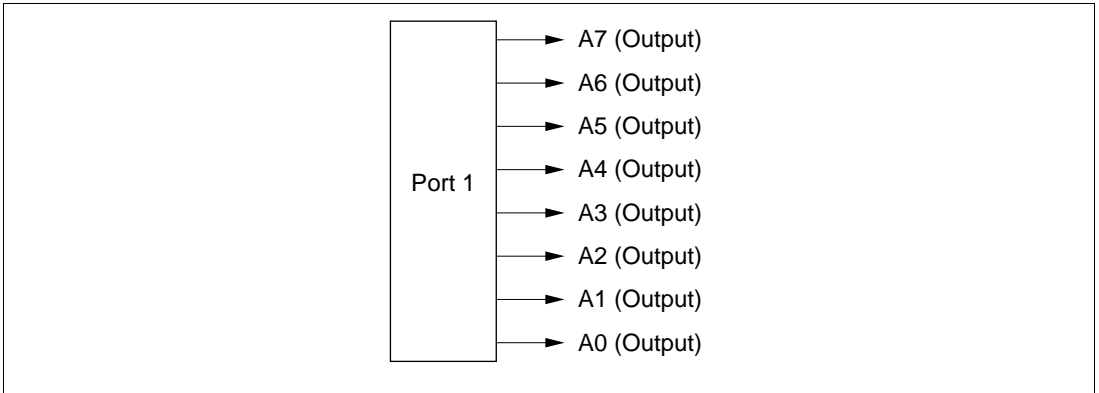 A7 (Output)
A6 (Output)
A5 (Output)
A4 (Output)
Port 1
A3 (Output)
A2 (Output)
A1 (Output)
A0 (Output)